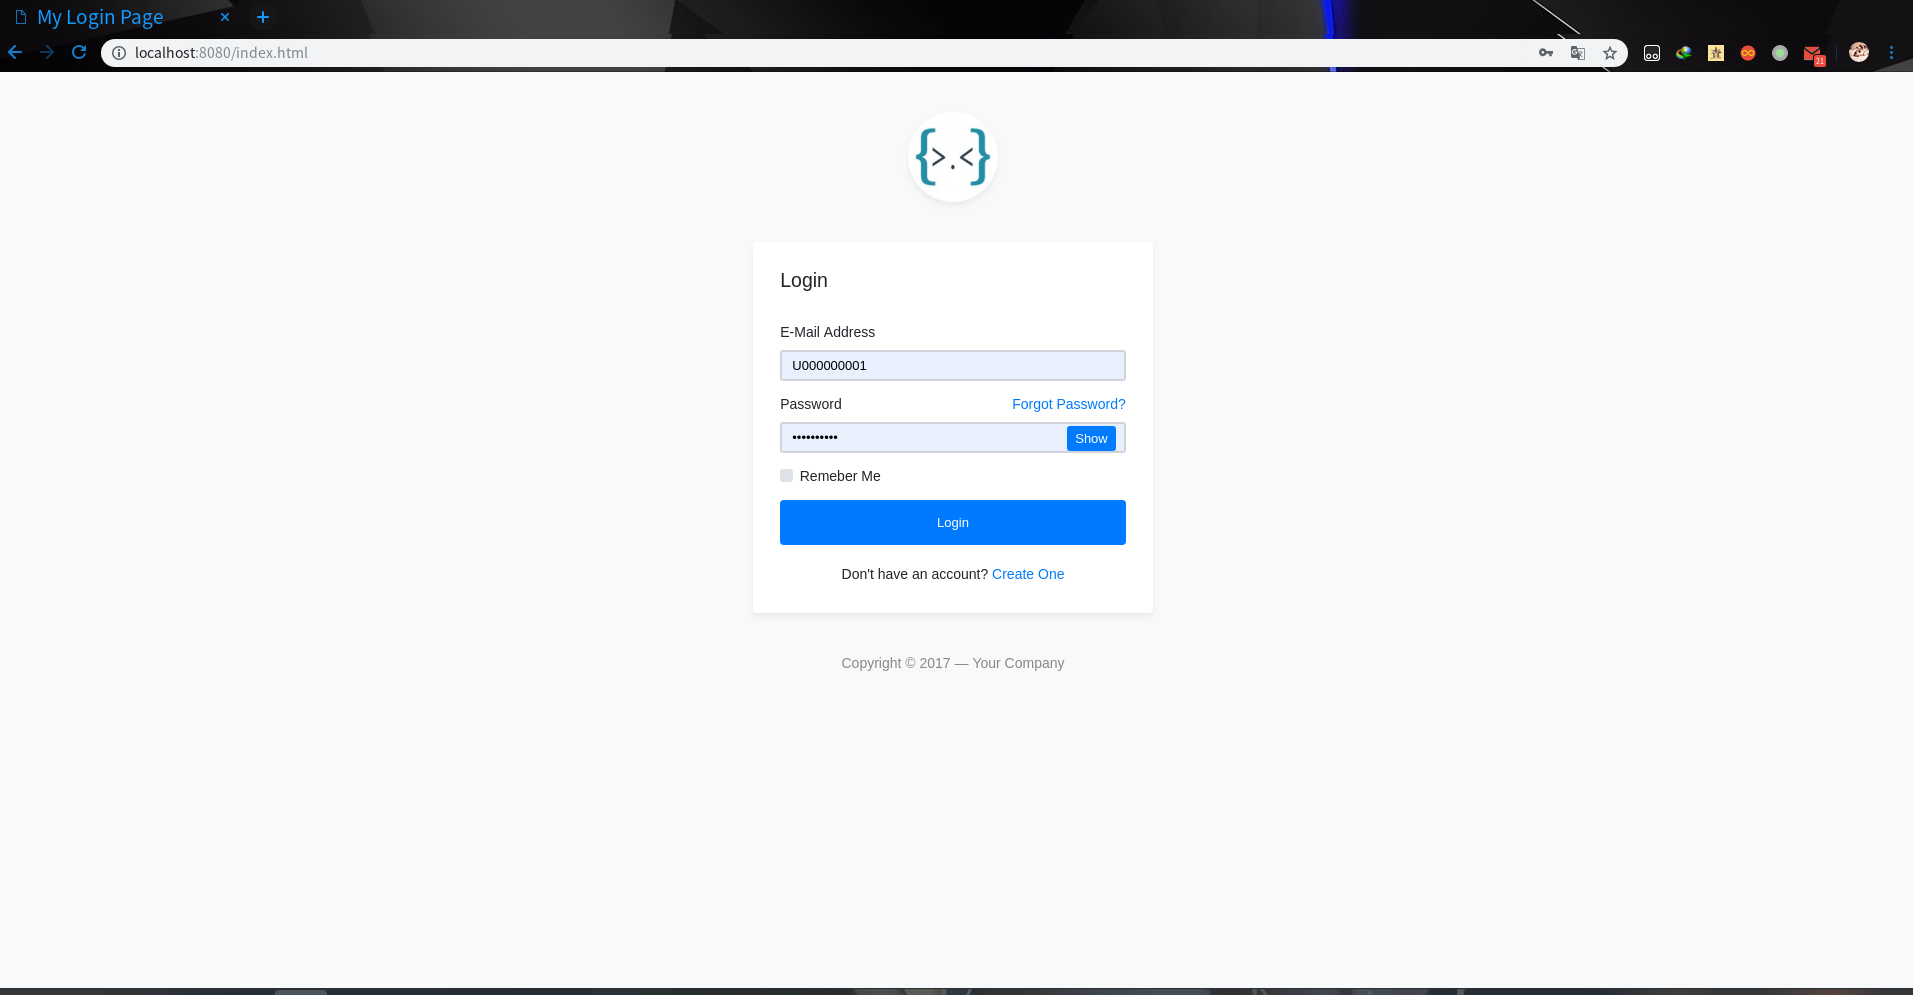 My Login Page
localhost:8080/index.html
21
{>.<}
Login
E-Mail Address
U000000001
Password Forgot Password?
•••••••••• Show
Remeber Me
Login
Don't have an account? Create One
Copyright © 2017 — Your Company